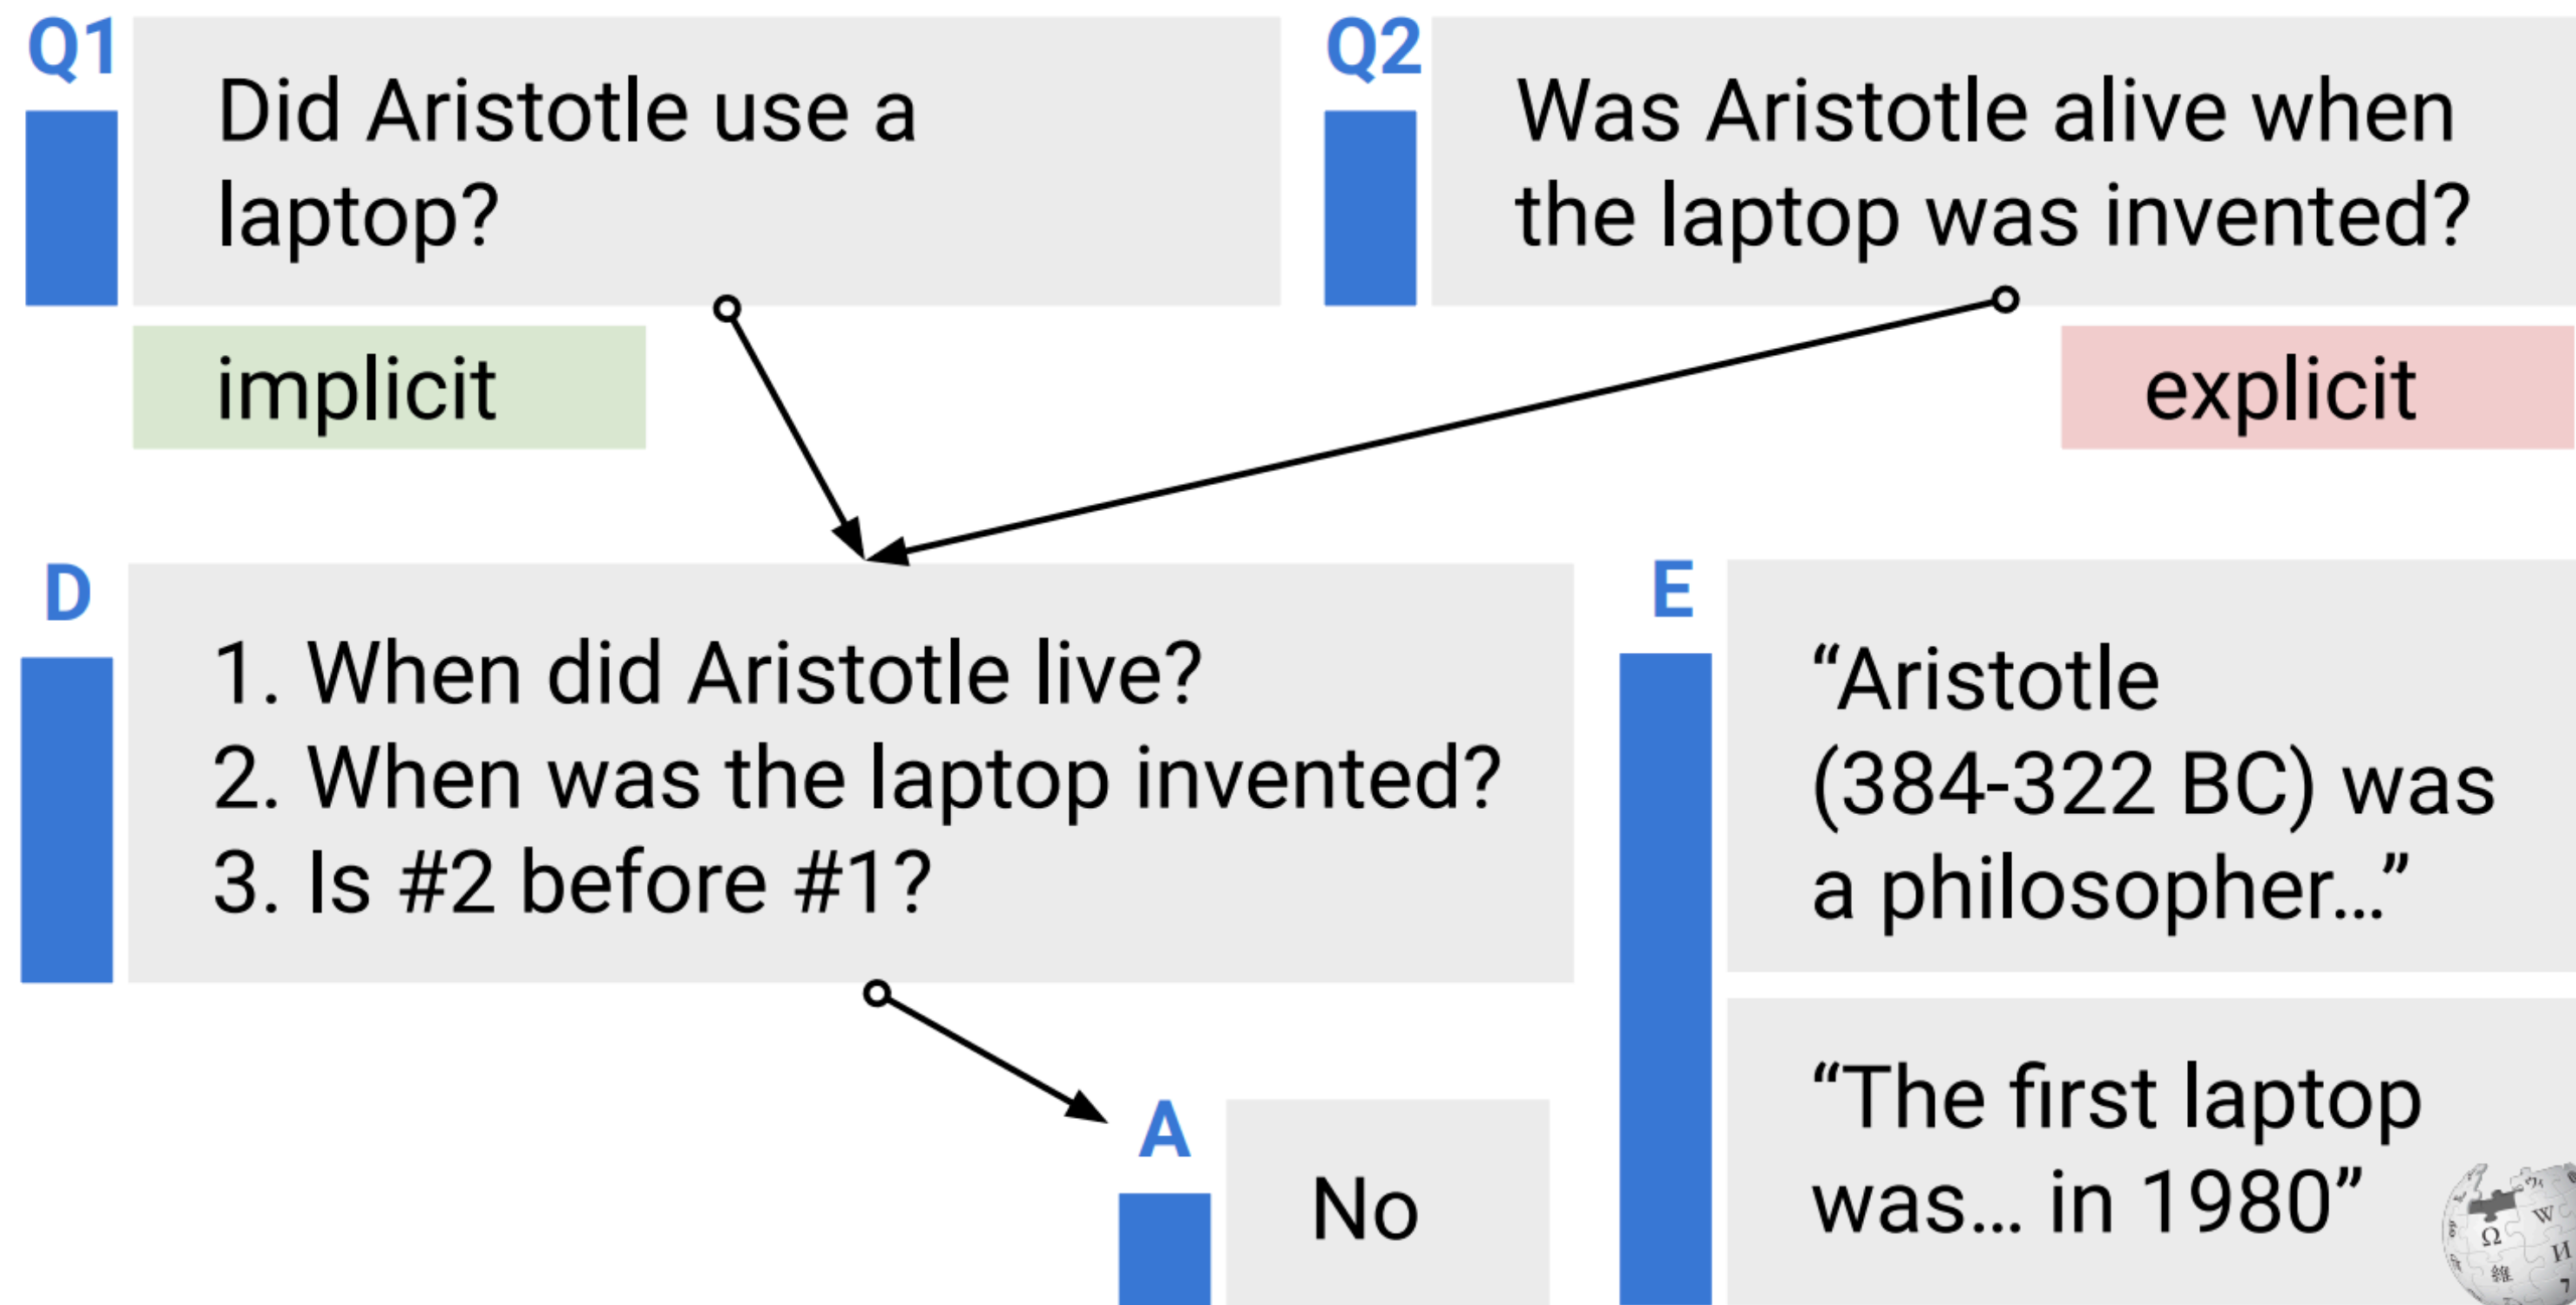 Q1
Did Aristotle use a
laptop?
implicit
Q2
Was Aristotle alive when
the laptop was invented?
explicit
D
1. When did Aristotle live?
2. When was the laptop invented?
3. Is #2 before #1?
E
“Aristotle
(384-322 BC) was
a philosopher…”
“The first laptop
was… in 1980”
A
No
Ω
W
И
維